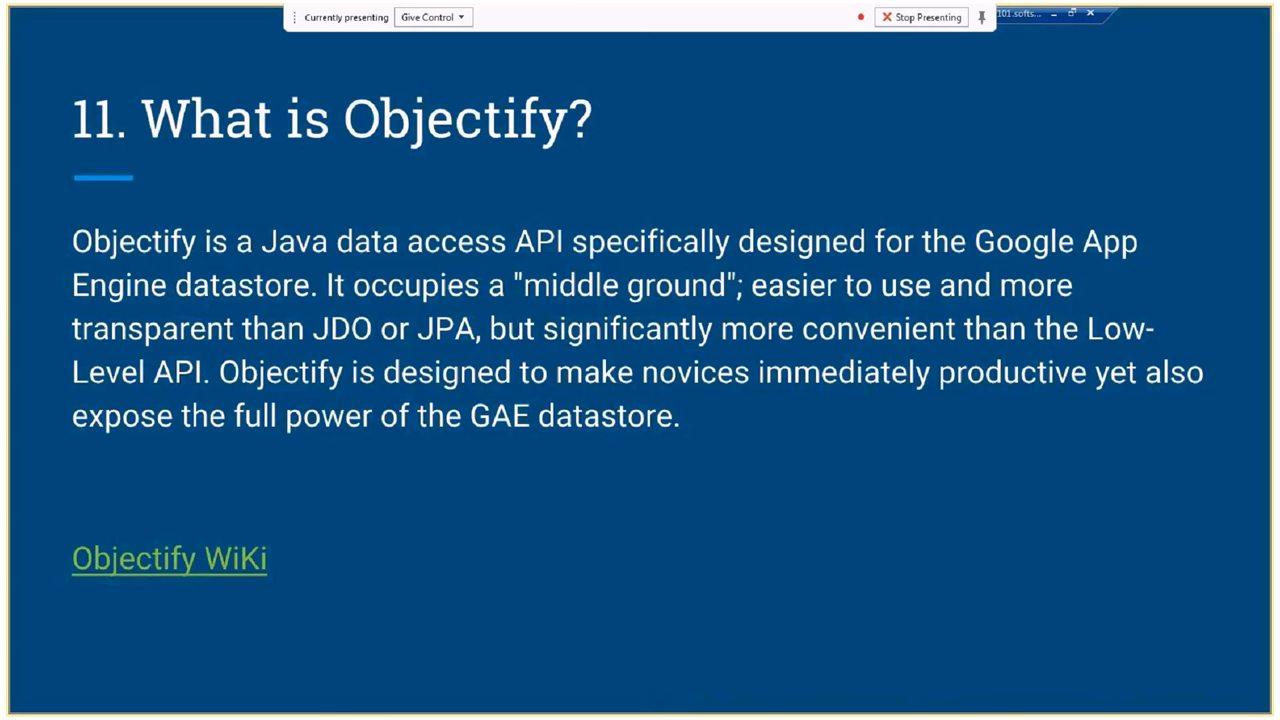 Currently presenting Give Control Stop Presenting 101.softs...
11. What is Objectify?
Objectify is a Java data access API specifically designed for the Google App
Engine datastore. It occupies a "middle ground"; easier to use and more
transparent than JDO or JPA, but significantly more convenient than the Low-
Level API. Objectify is designed to make novices immediately productive yet also
expose the full power of the GAE datastore.
Objectify WiKi